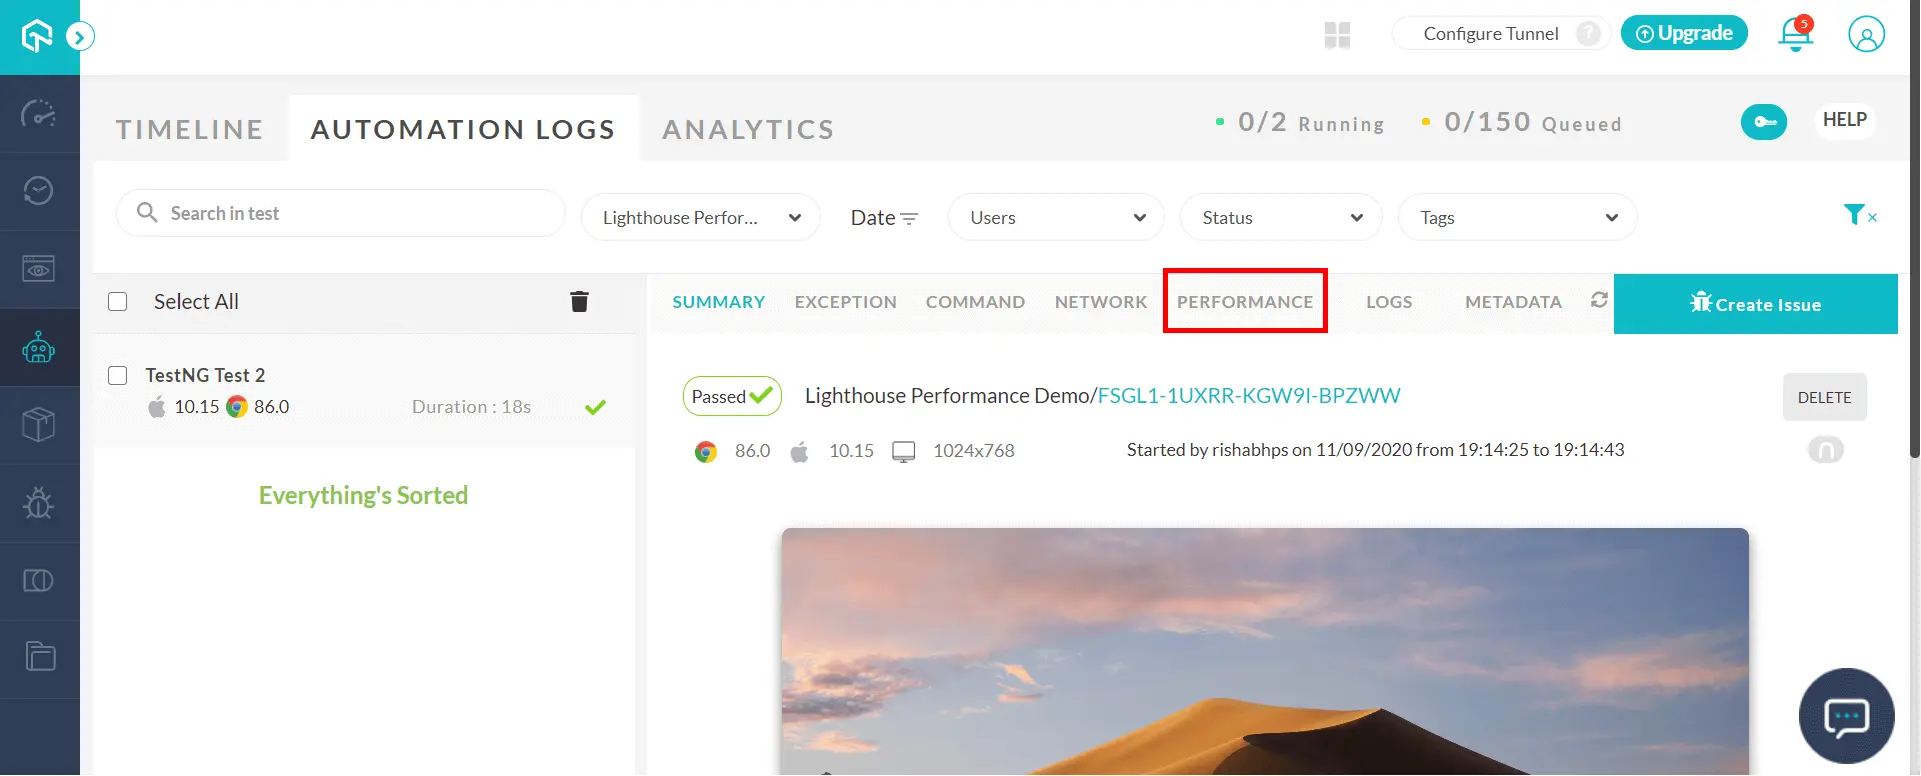 Configure Tunnel ? Upgrade 5
TIMELINE AUTOMATION LOGS ANALYTICS 0/2 Running 0/150 Queued HELP
Search in test Lighthouse Perfor... Date Users Status Tags
Select All
SUMMARY EXCEPTION COMMAND NETWORK PERFORMANCE LOGS METADATA Create Issue
TestNG Test 2
10.15 86.0 Duration : 18s
Everything's Sorted
Passed Lighthouse Performance Demo/FSGL1-1UXRR-KGW9I-BPZWW DELETE
86.0 10.15 1024x768 Started by rishabhps on 11/09/2020 from 19:14:25 to 19:14:43